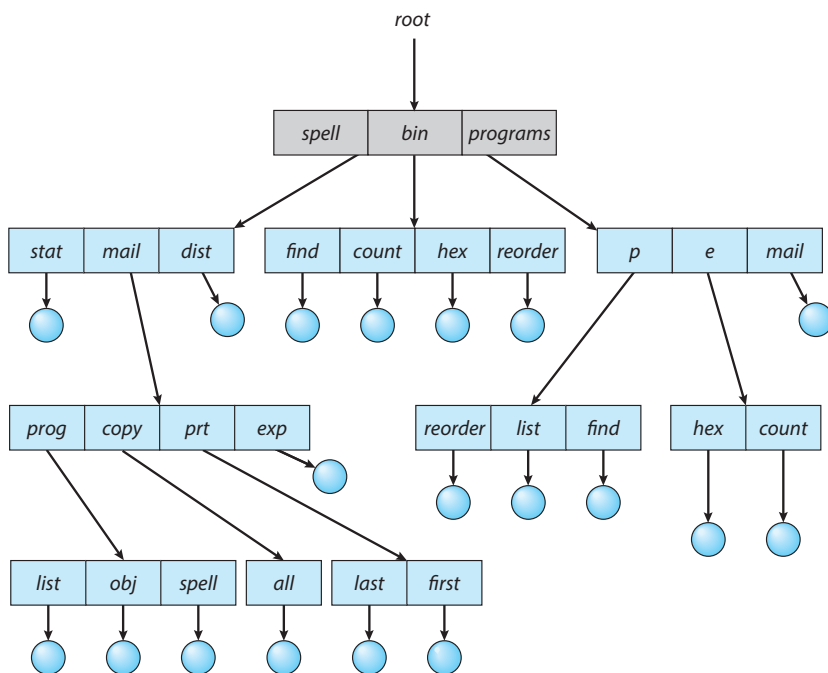 root
spell bin programs
stat mail dist find count hex reorder p e mail
prog copy prt exp reorder list find hex count
list obj spell all last first